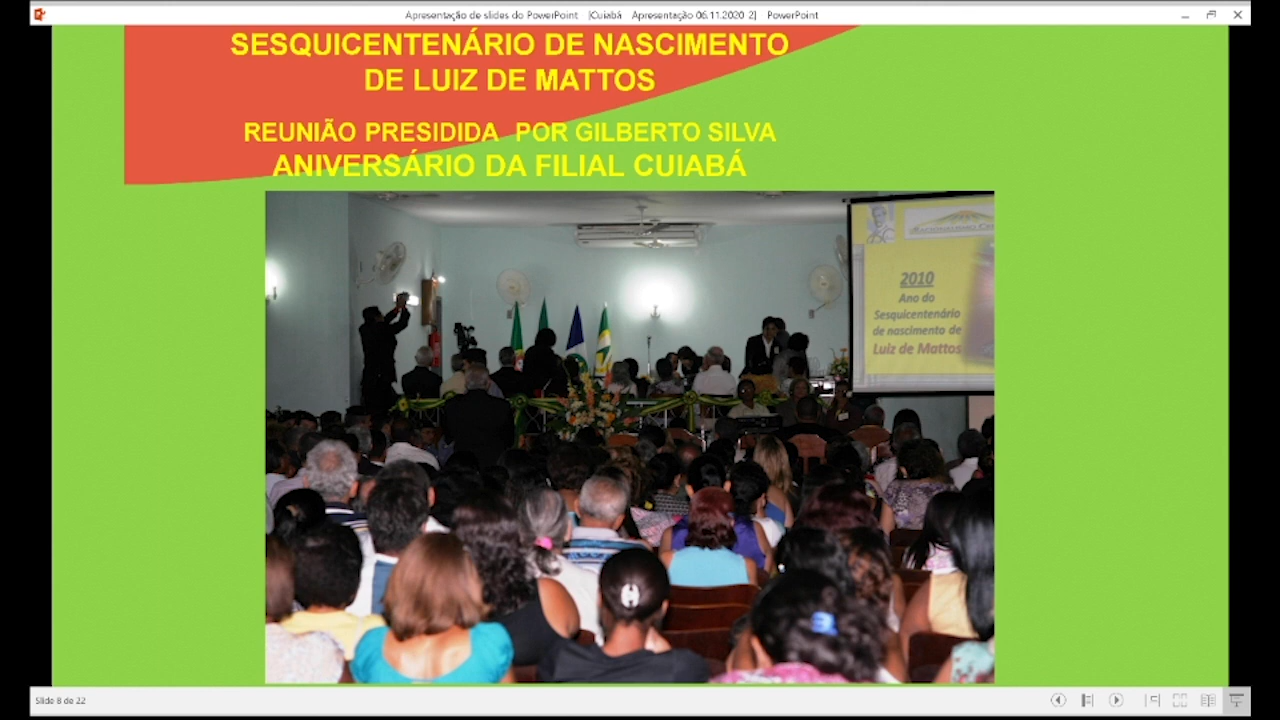 Apresentação de slides do PowerPoint [Cuiabá Apresentação 06.11.2020 2] PowerPoint
SESQUICENTENÁRIO DE NASCIMENTO
DE LUIZ DE MATTOS
REUNIÃO PRESIDIDA POR GILBERTO SILVA
ANIVERSÁRIO DA FILIAL CUIABÁ
2010
Ano do
Sesquicentenário
de nascimento de
Luiz de Mattos
Slide 8 de 22